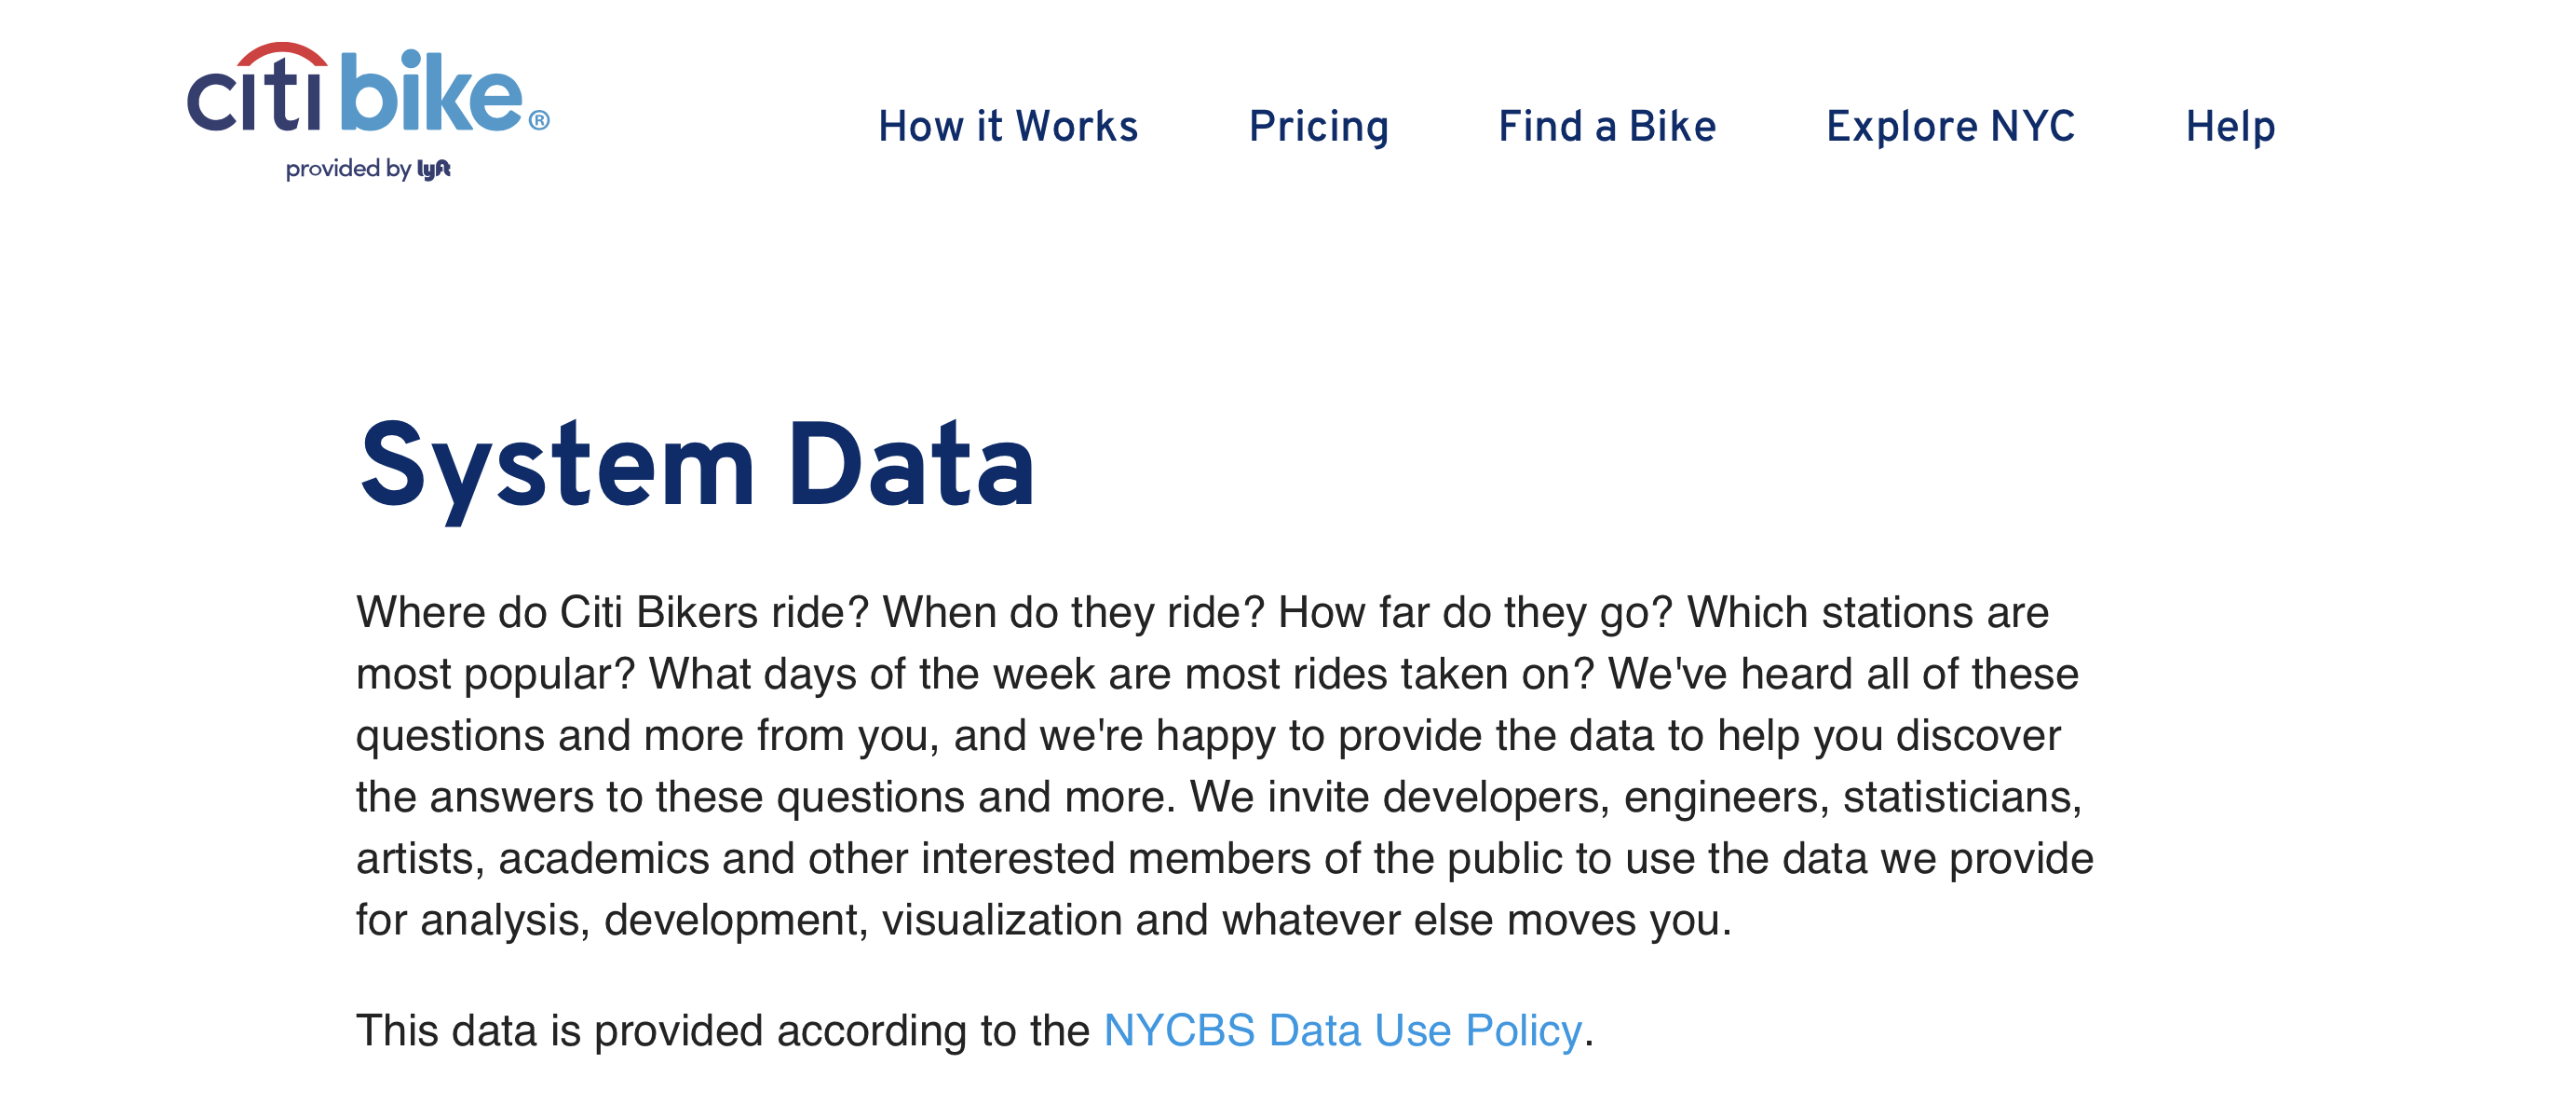 citi bike®
provided by lyft
How it Works Pricing Find a Bike Explore NYC Help
System Data
Where do Citi Bikers ride? When do they ride? How far do they go? Which stations are
most popular? What days of the week are most rides taken on? We've heard all of these
questions and more from you, and we're happy to provide the data to help you discover
the answers to these questions and more. We invite developers, engineers, statisticians,
artists, academics and other interested members of the public to use the data we provide
for analysis, development, visualization and whatever else moves you.
This data is provided according to the NYCBS Data Use Policy.